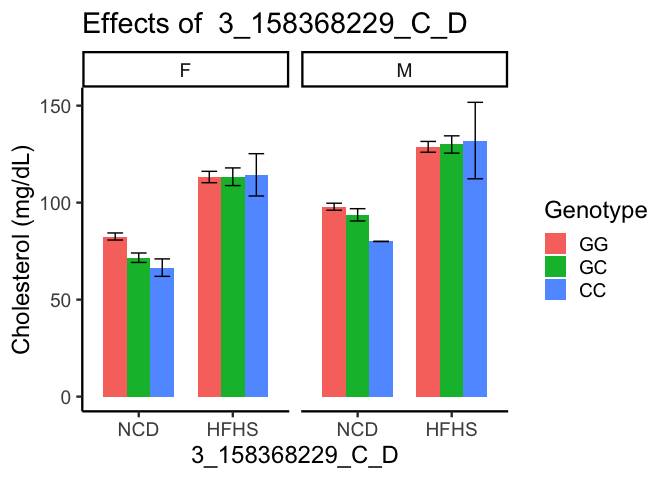 Effects of  3_158368229_C_D
F
M
Cholesterol (mg/dL)
150
100
50
0
NCD
HFHS
NCD
HFHS
3_158368229_C_D
Genotype
GG
GC
CC